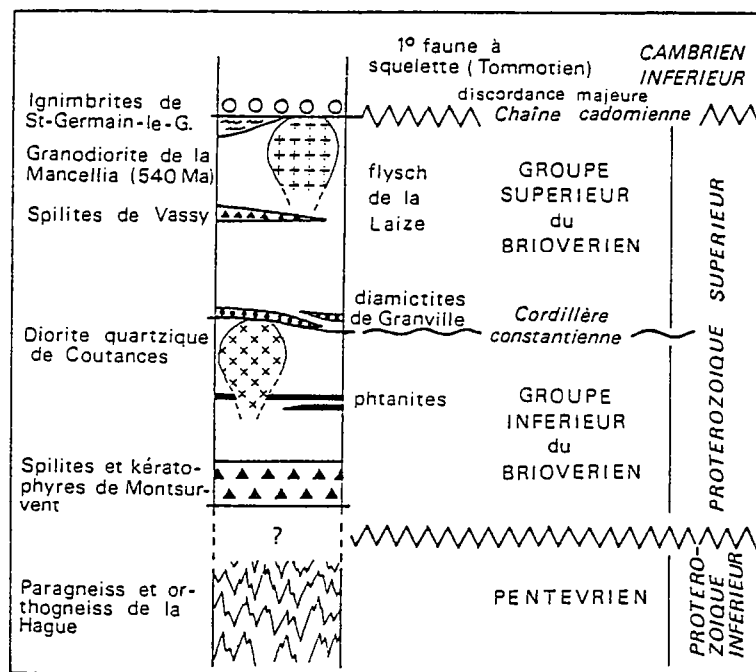 1º faune à
squelette (Tommotien)
CAMBRIEN
INFERIEUR
Ignimbrites de
St-Germain-le-G.
discordance majeure
Chaîne cadomienne
Granodiorite de la
Mancellia (540 Ma)
flysch
de la
Laize
GROUPE
SUPERIEUR
du
BRIOVERIEN
Spilites de Vassy
diamictites
de Granville
Cordillère
constantienne
Diorite quartzique
de Coutances
phtanites
GROUPE
INFERIEUR
du
BRIOVERIEN
Spilites et kérato-
phyres de Montsur-
vent
PROTEROZOIQUE SUPERIEUR
?
Paragneiss et or-
thogneiss de la
Hague
PENTEVRIEN
PROTERO-
ZOIQUE
INFERIEUR